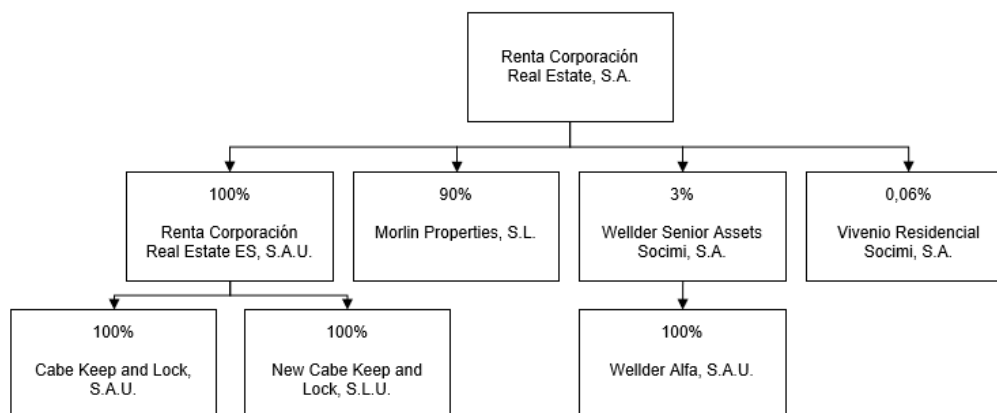 Renta Corporación
Real Estate, S.A.
100%
Renta Corporación
Real Estate ES, S.A.U.
90%
Morlin Properties, S.L.
3%
Wellder Senior Assets
Socimi, S.A.
0,06%
Vivenio Residencial
Socimi, S.A.
100%
Cabe Keep and Lock,
S.A.U.
100%
New Cabe Keep and
Lock, S.L.U.
100%
Wellder Alfa, S.A.U.